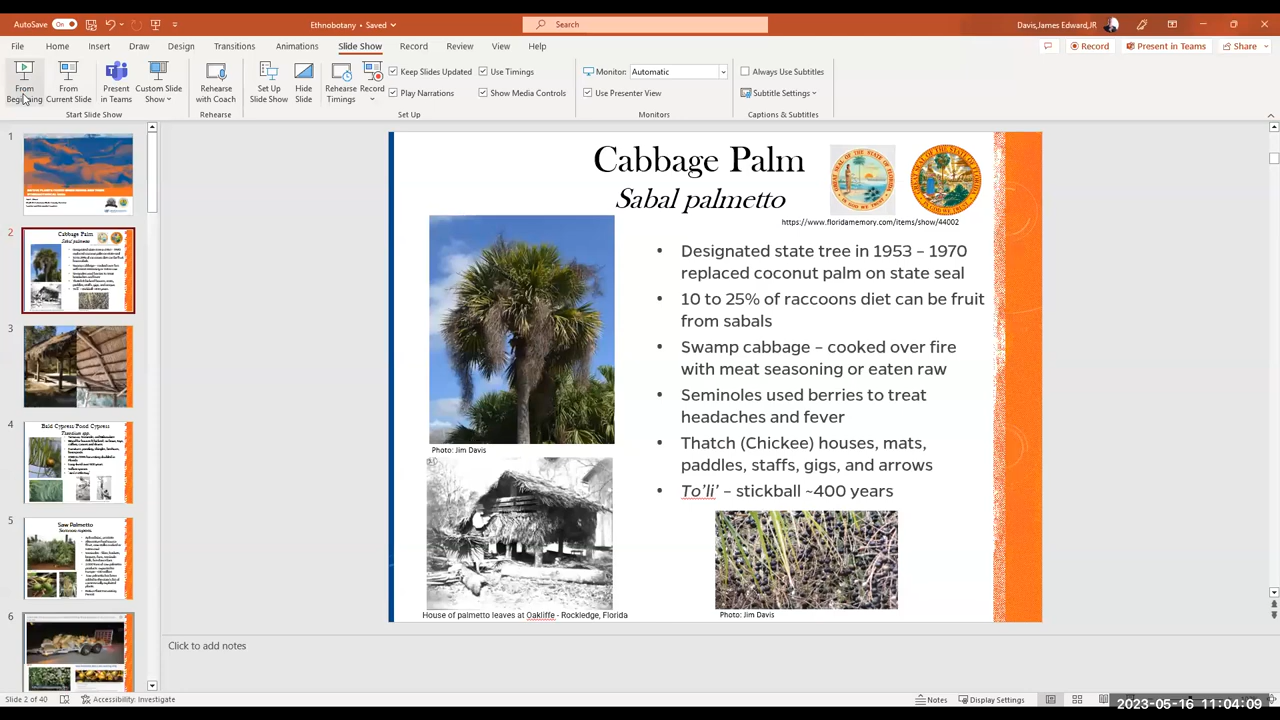 AutoSave On Ethnobotany • Saved Search Davis,James Edward,JR
File Home Insert Draw Design Transitions Animations Slide Show Record Review View Help Record Present in Teams Share
From Beginning From Current Slide Present in Teams Custom Slide Show Rehearse with Coach Set Up Slide Show Hide Slide Rehearse Timings Record Keep Slides Updated Use Timings Monitor: Automatic Always Use Subtitles
Play Narrations Show Media Controls Use Presenter View Subtitle Settings
Start Slide Show Rehearse Set Up Monitors Captions & Subtitles
1
2
Cabbage Palm
Sabal palmetto
3
4
Bald Cypress Pond Cypress
5
Saw Palmetto
6
Cabbage Palm
Sabal palmetto
https://www.floridamemory.com/items/show/44002
• Designated state tree in 1953 – 1970
replaced coconut palm on state seal
• 10 to 25% of raccoons diet can be fruit
from sabals
• Swamp cabbage – cooked over fire
with meat seasoning or eaten raw
• Seminoles used berries to treat
headaches and fever
• Thatch (Chickee) houses, mats,
paddles, staffs, gigs, and arrows
• To'li' – stickball ~400 years
Photo: Jim Davis
House of palmetto leaves at Oakliffe - Rockledge, Florida
Photo: Jim Davis
Click to add notes
Slide 2 of 40 Accessibility: Investigate Notes Display Settings
2023-05-16 11:04:09